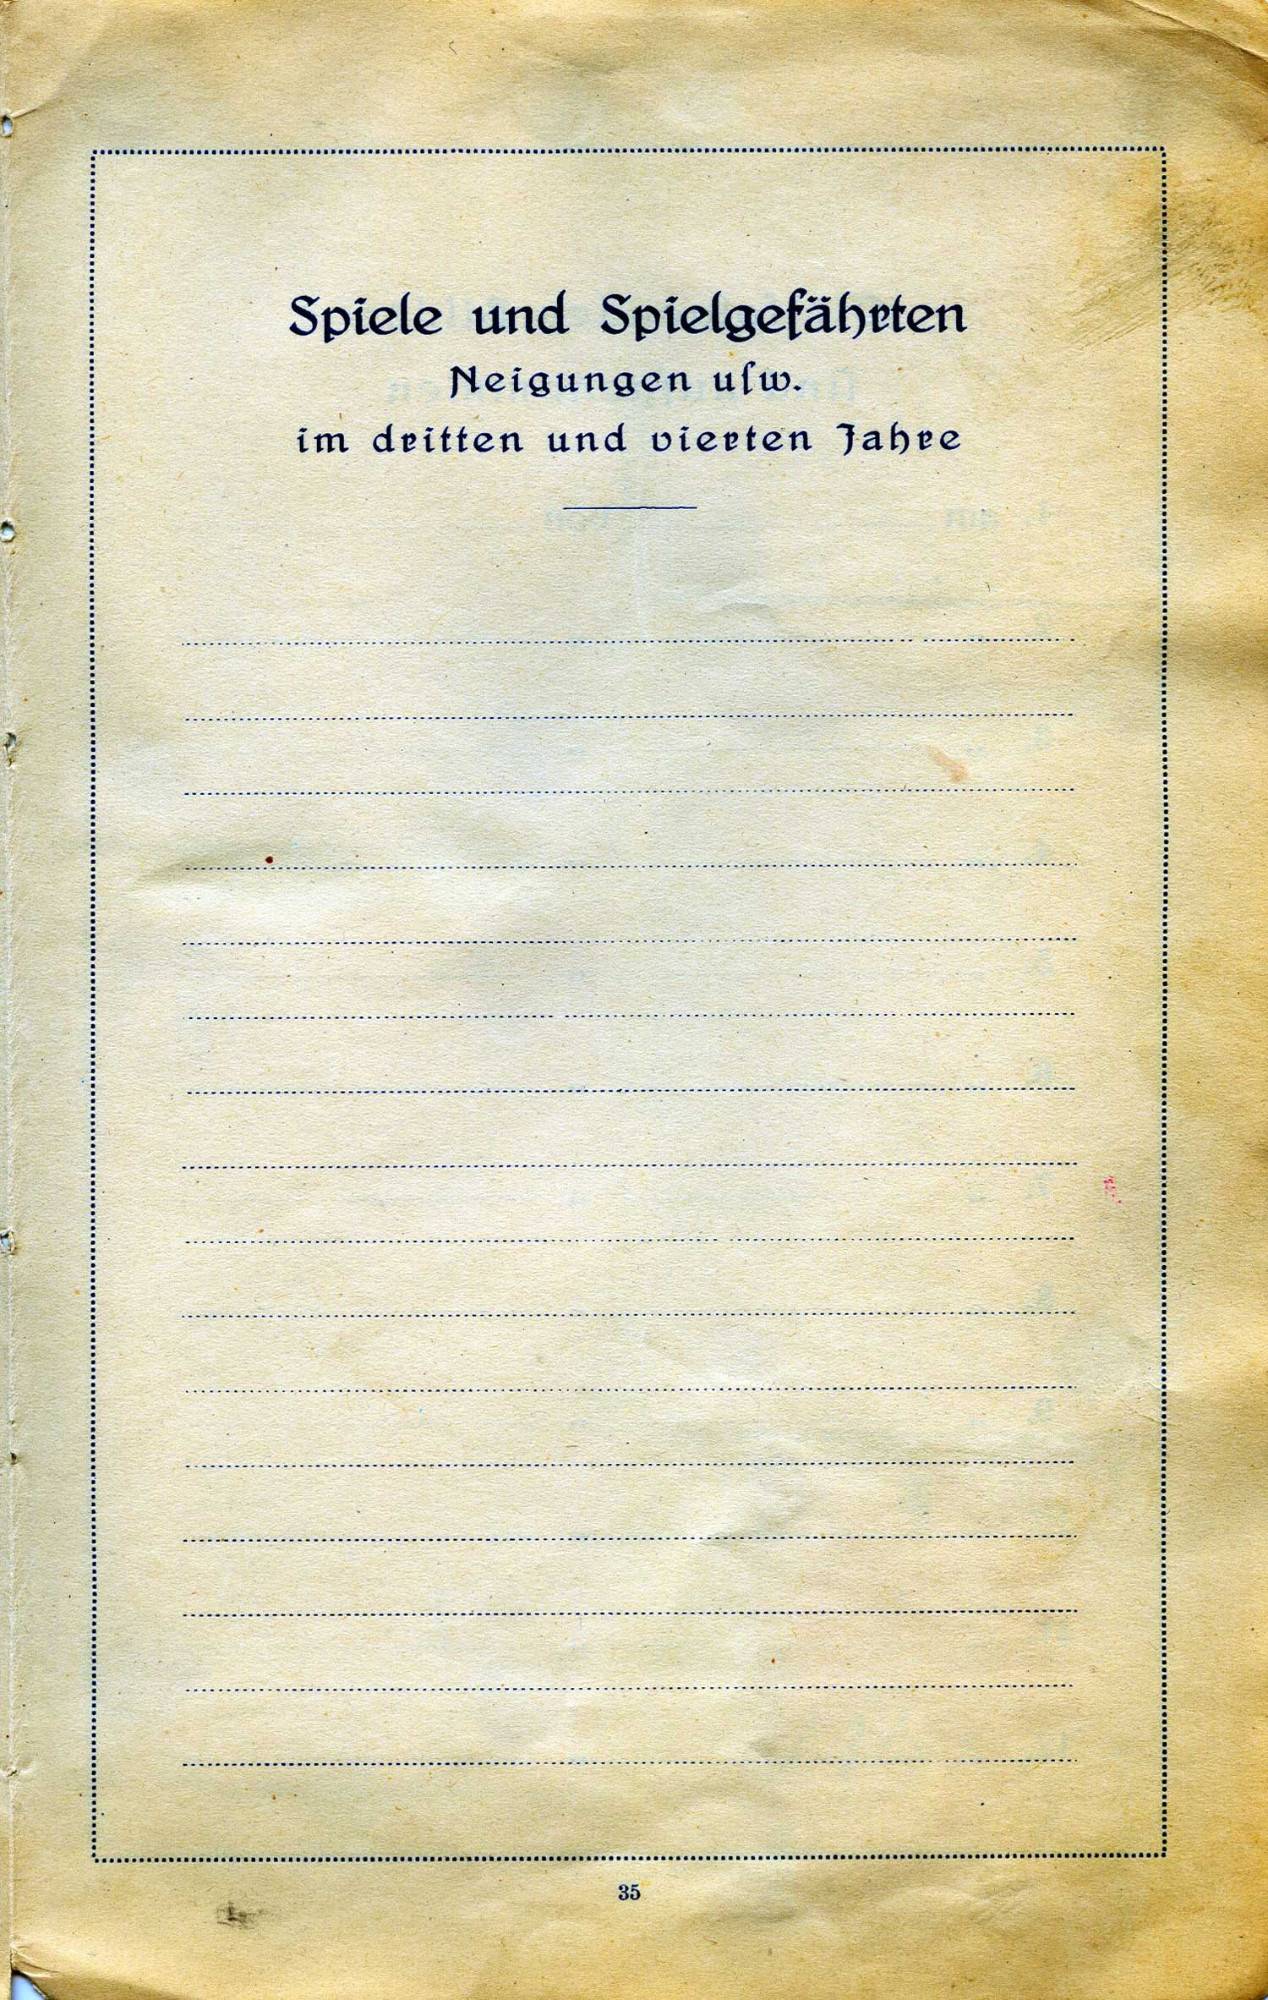 Spiele und Spielgefährten
Neigungen uſw.
im dritten und vierten Jahre
35